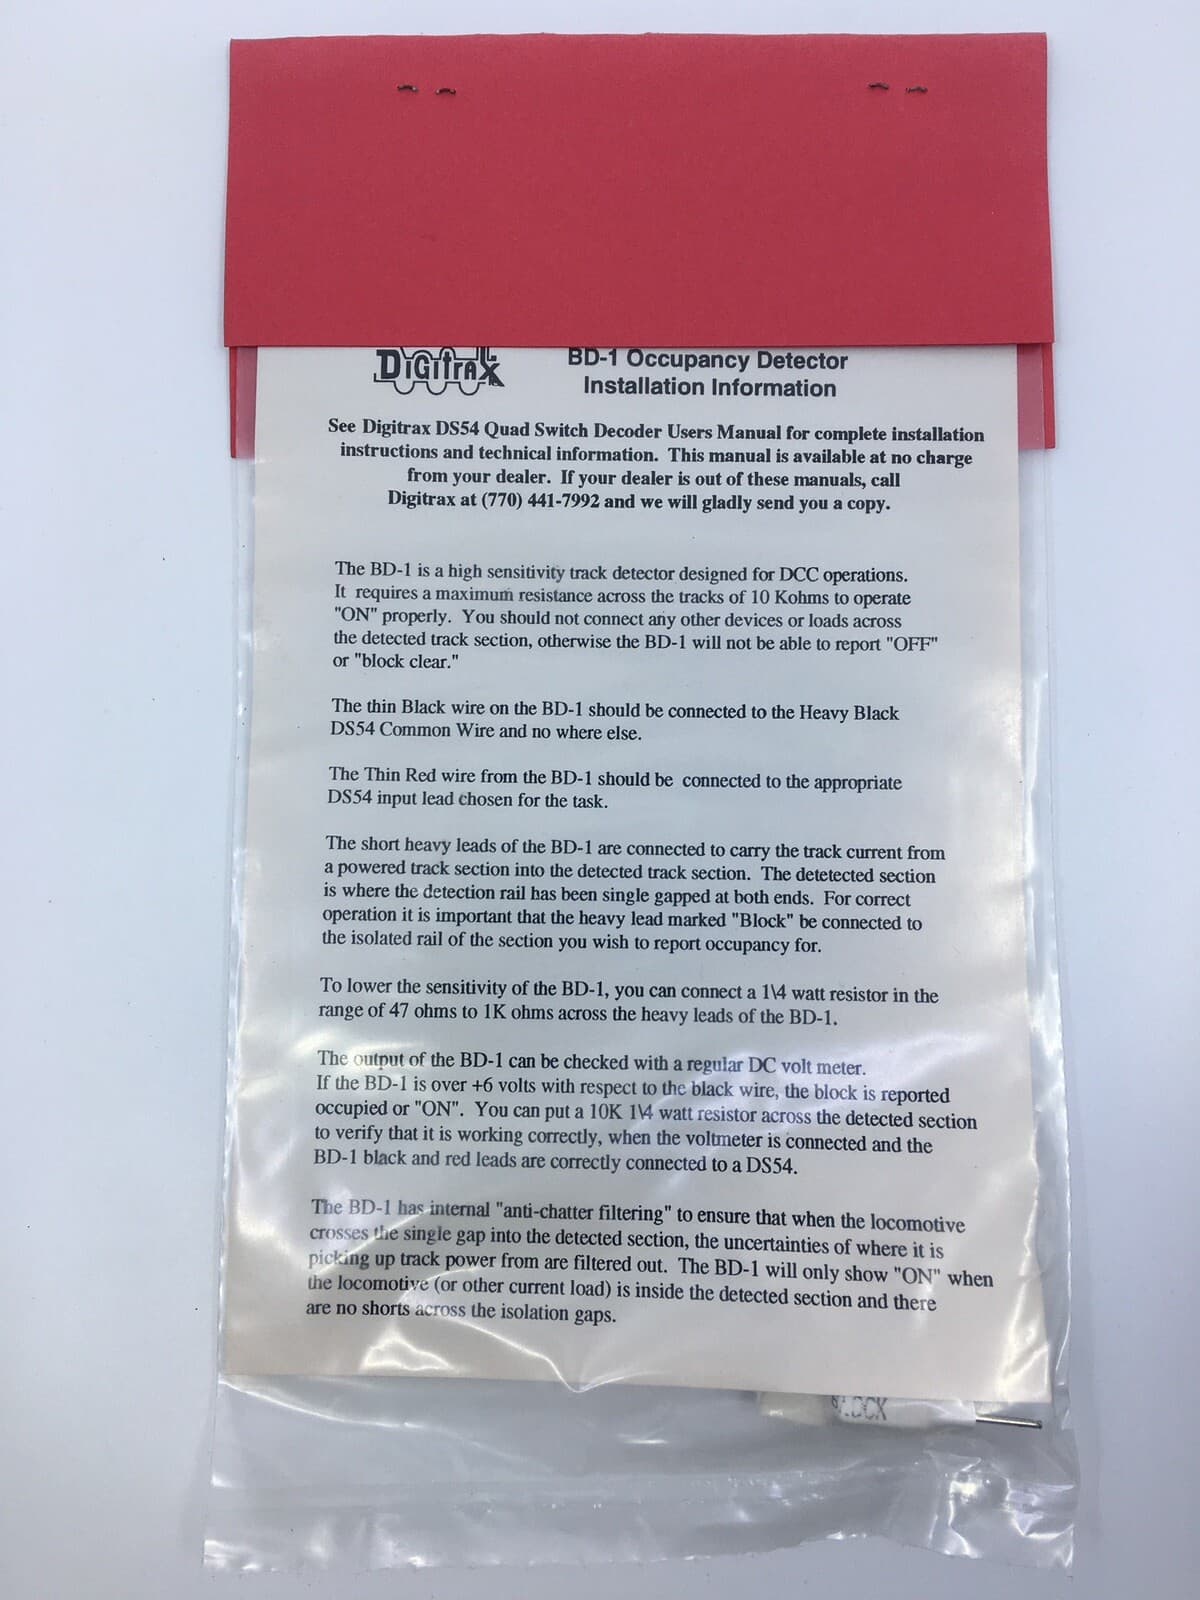 DiGitrAX
BD-1 Occupancy Detector
Installation Information
See Digitrax DS54 Quad Switch Decoder Users Manual for complete installation
instructions and technical information. This manual is available at no charge
from your dealer. If your dealer is out of these manuals, call
Digitrax at (770) 441-7992 and we will gladly send you a copy.
The BD-1 is a high sensitivity track detector designed for DCC operations.
It requires a maximum resistance across the tracks of 10 Kohms to operate
"ON" properly. You should not connect any other devices or loads across
the detected track section, otherwise the BD-1 will not be able to report "OFF"
or "block clear."
The thin Black wire on the BD-1 should be connected to the Heavy Black
DS54 Common Wire and no where else.
The Thin Red wire from the BD-1 should be connected to the appropriate
DS54 input lead chosen for the task.
The short heavy leads of the BD-1 are connected to carry the track current from
a powered track section into the detected track section. The detetected section
is where the detection rail has been single gapped at both ends. For correct
operation it is important that the heavy lead marked "Block" be connected to
the isolated rail of the section you wish to report occupancy for.
To lower the sensitivity of the BD-1, you can connect a 1\4 watt resistor in the
range of 47 ohms to 1K ohms across the heavy leads of the BD-1.
The output of the BD-1 can be checked with a regular DC volt meter.
If the BD-1 is over +6 volts with respect to the black wire, the block is reported
occupied or "ON". You can put a 10K 1\4 watt resistor across the detected section
to verify that it is working correctly, when the voltmeter is connected and the
BD-1 black and red leads are correctly connected to a DS54.
The BD-1 has internal "anti-chatter filtering" to ensure that when the locomotive
crosses the single gap into the detected section, the uncertainties of where it is
picking up track power from are filtered out. The BD-1 will only show "ON" when
the locomotive (or other current load) is inside the detected section and there
are no shorts across the isolation gaps.
BLOCK